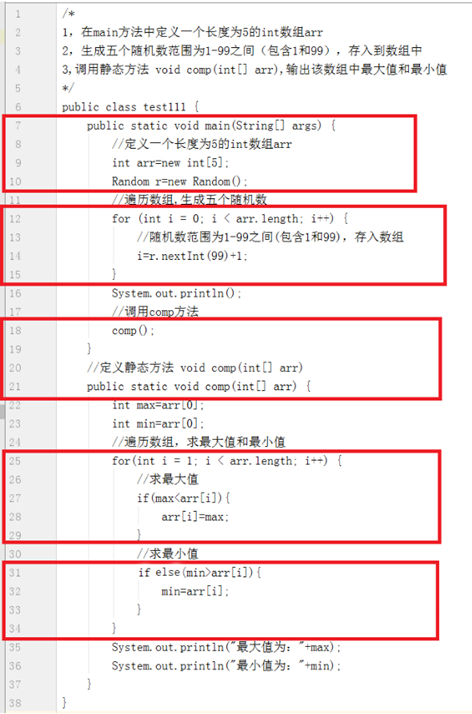 1 /*
2 1，在main方法中定义一个长度为5的int数组arr
3 2，生成五个随机数范围为1-99之间（包含1和99），存入到数组中
4 3,调用静态方法 void comp(int[] arr),输出该数组中最大值和最小值
5 */
6 public class test111 {
7 public static void main(String[] args) {
8 //定义一个长度为5的int数组arr
9 int arr=new int[5];
10 Random r=new Random();
11 //遍历数组,生成五个随机数
12 for (int i = 0; i < arr.length; i++) {
13 //随机数范围为1-99之间(包含1和99)，存入数组
14 i=r.nextInt(99)+1;
15 }
16 System.out.println();
17 //调用comp方法
18 comp();
19 }
20 //定义静态方法 void comp(int[] arr)
21 public static void comp(int[] arr) {
22 int max=arr[0];
23 int min=arr[0];
24 //遍历数组，求最大值和最小值
25 for(int i = 1; i < arr.length; i++) {
26 //求最大值
27 if(max<arr[i]){
28 arr[i]=max;
29 }
30 //求最小值
31 if else(min>arr[i]){
32 min=arr[i];
33 }
34 }
35 System.out.println("最大值为："+max);
36 System.out.println("最小值为："+min);
37 }
38 }